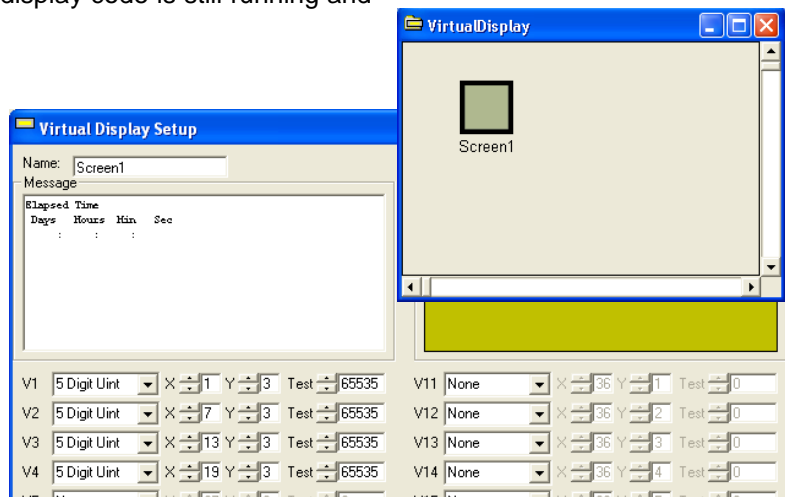 display code is still running and
VirtualDisplay
Screen1
Virtual Display Setup
Name: Screen1
Message
Elapsed Time
Days Hours Min Sec
: : :
V1 5 Digit Uint X 1 Y 3 Test 65535 V11 None X 36 Y 1 Test 0
V2 5 Digit Uint X 7 Y 3 Test 65535 V12 None X 36 Y 2 Test 0
V3 5 Digit Uint X 13 Y 3 Test 65535 V13 None X 36 Y 3 Test 0
V4 5 Digit Uint X 19 Y 3 Test 65535 V14 None X 36 Y 4 Test 0